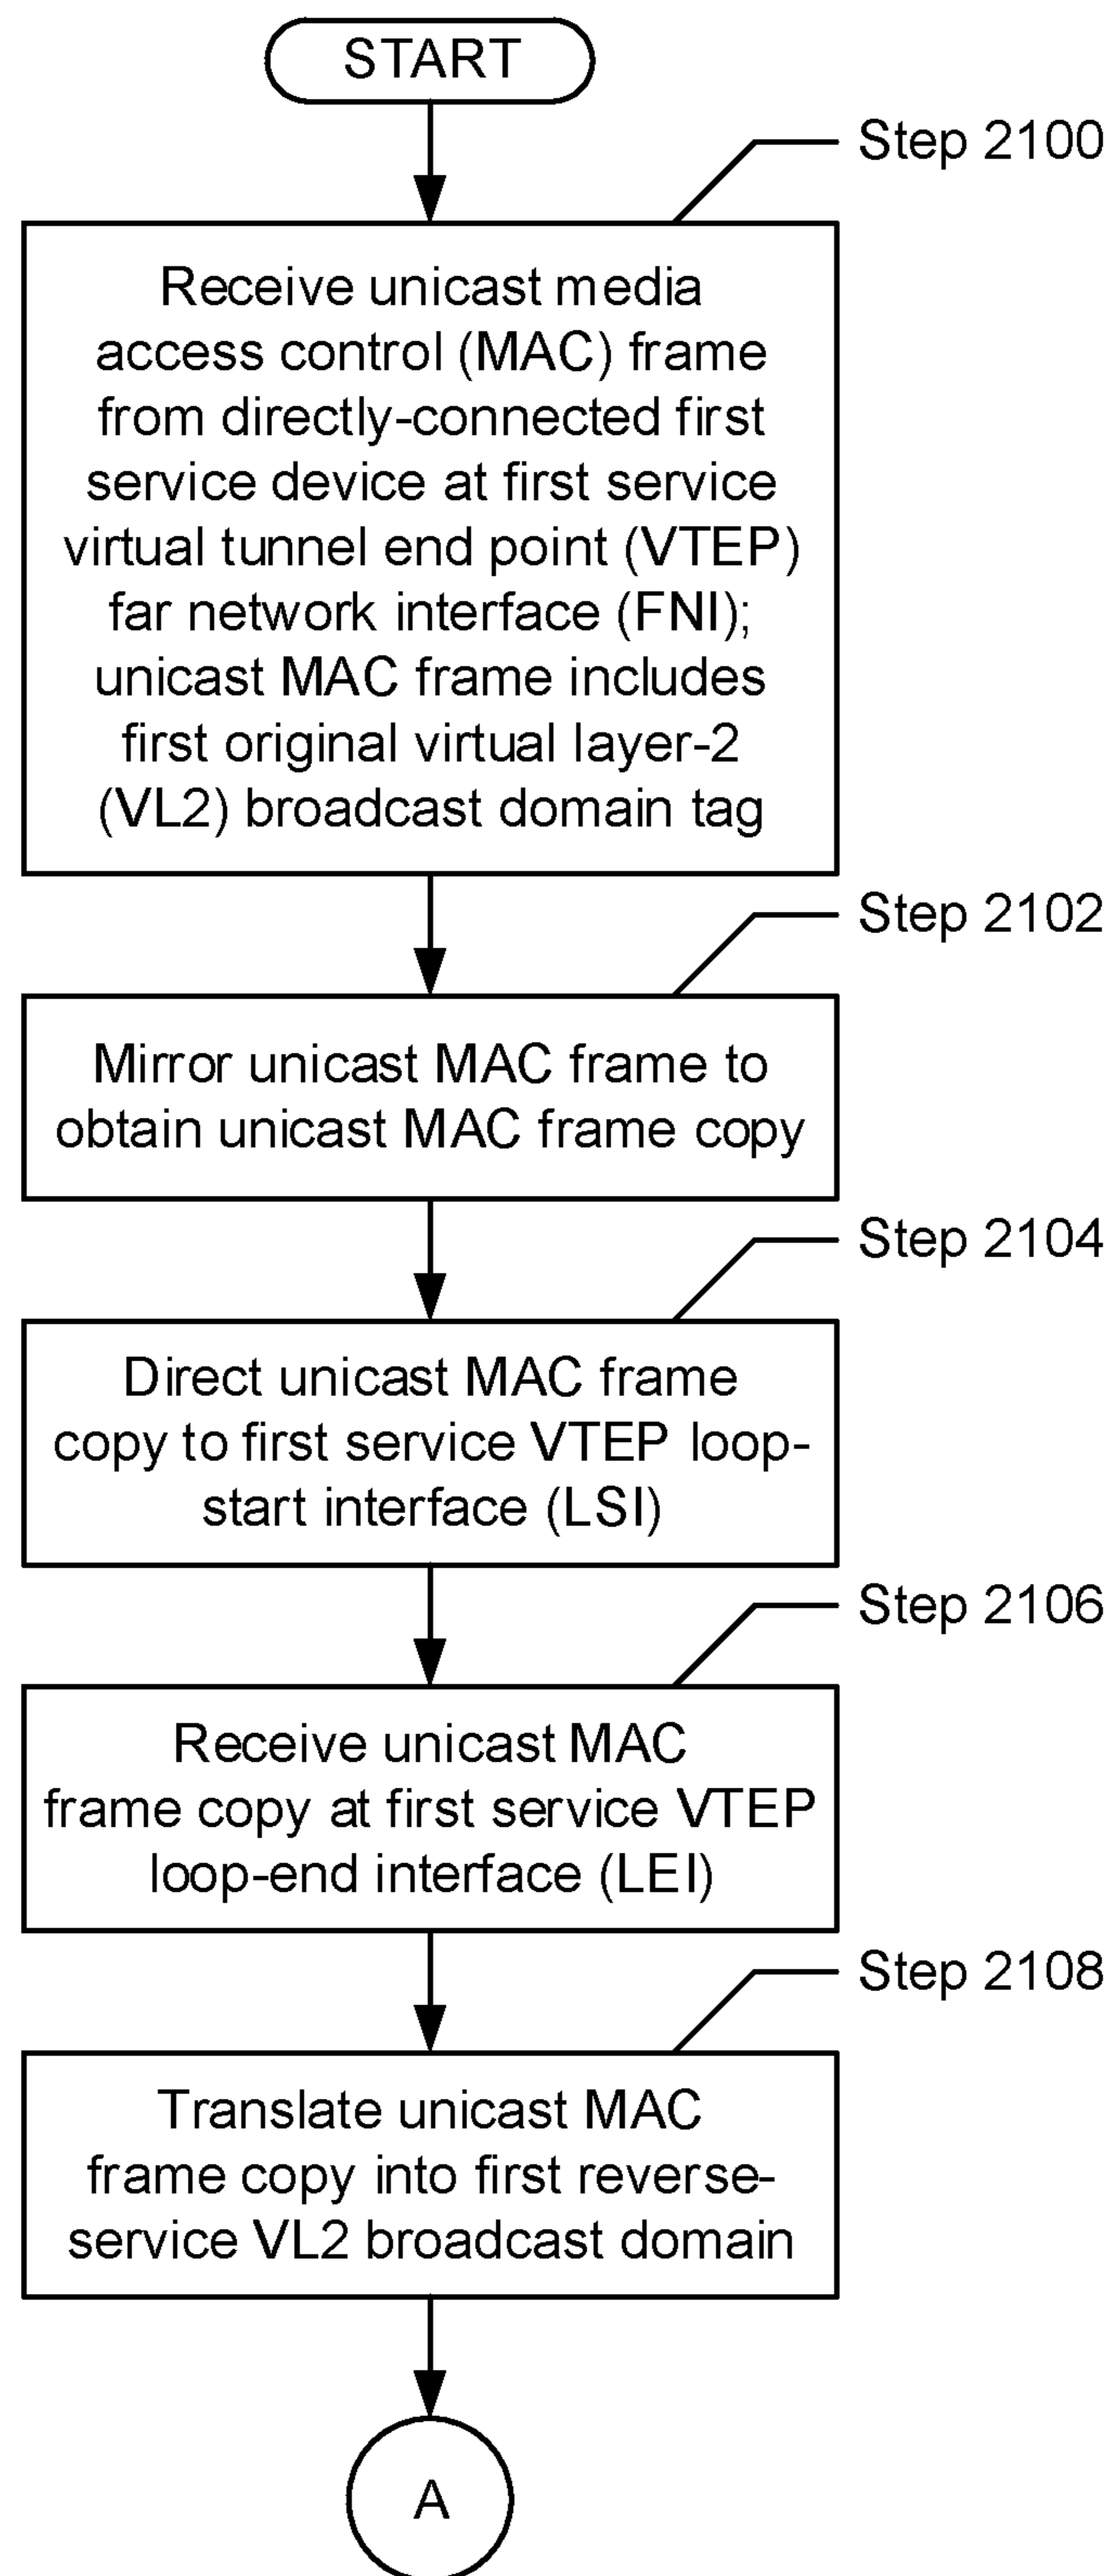 START
Step 2100
Receive unicast media
access control (MAC) frame
from directly-connected first
service device at first service
virtual tunnel end point (VTEP)
far network interface (FNI);
unicast MAC frame includes
first original virtual layer-2
(VL2) broadcast domain tag
Step 2102
Mirror unicast MAC frame to
obtain unicast MAC frame copy
Step 2104
Direct unicast MAC frame
copy to first service VTEP loop-
start interface (LSI)
Step 2106
Receive unicast MAC
frame copy at first service VTEP
loop-end interface (LEI)
Step 2108
Translate unicast MAC
frame copy into first reverse-
service VL2 broadcast domain
A